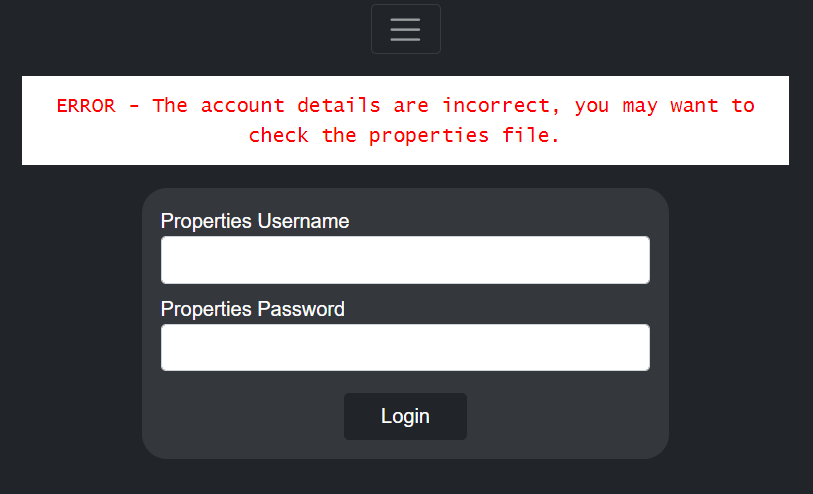 ERROR - The account details are incorrect, you may want to
check the properties file.
Properties Username
Properties Password
Login